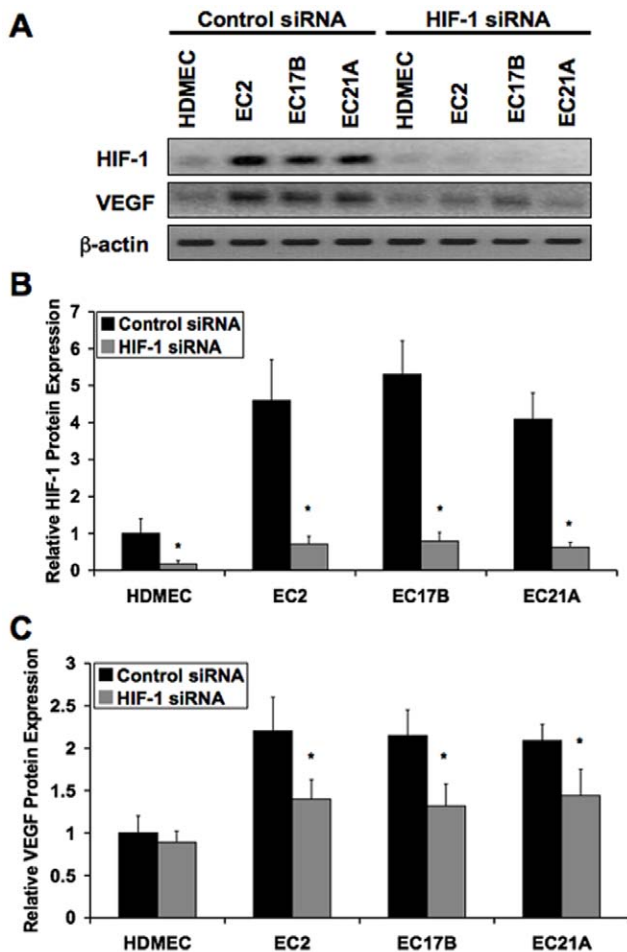 A
Control siRNA HIF-1 siRNA
HDMEC EC2 EC17B EC21A HDMEC EC2 EC17B EC21A
HIF-1
VEGF
β-actin
B
Relative HIF-1 Protein Expression
7
6
5
4
3
2
1
0
Control siRNA
HIF-1 siRNA
* * * *
HDMEC EC2 EC17B EC21A
C
Relative VEGF Protein Expression
3
2.5
2
1.5
1
0.5
0
Control siRNA
HIF-1 siRNA
* * *
HDMEC EC2 EC17B EC21A